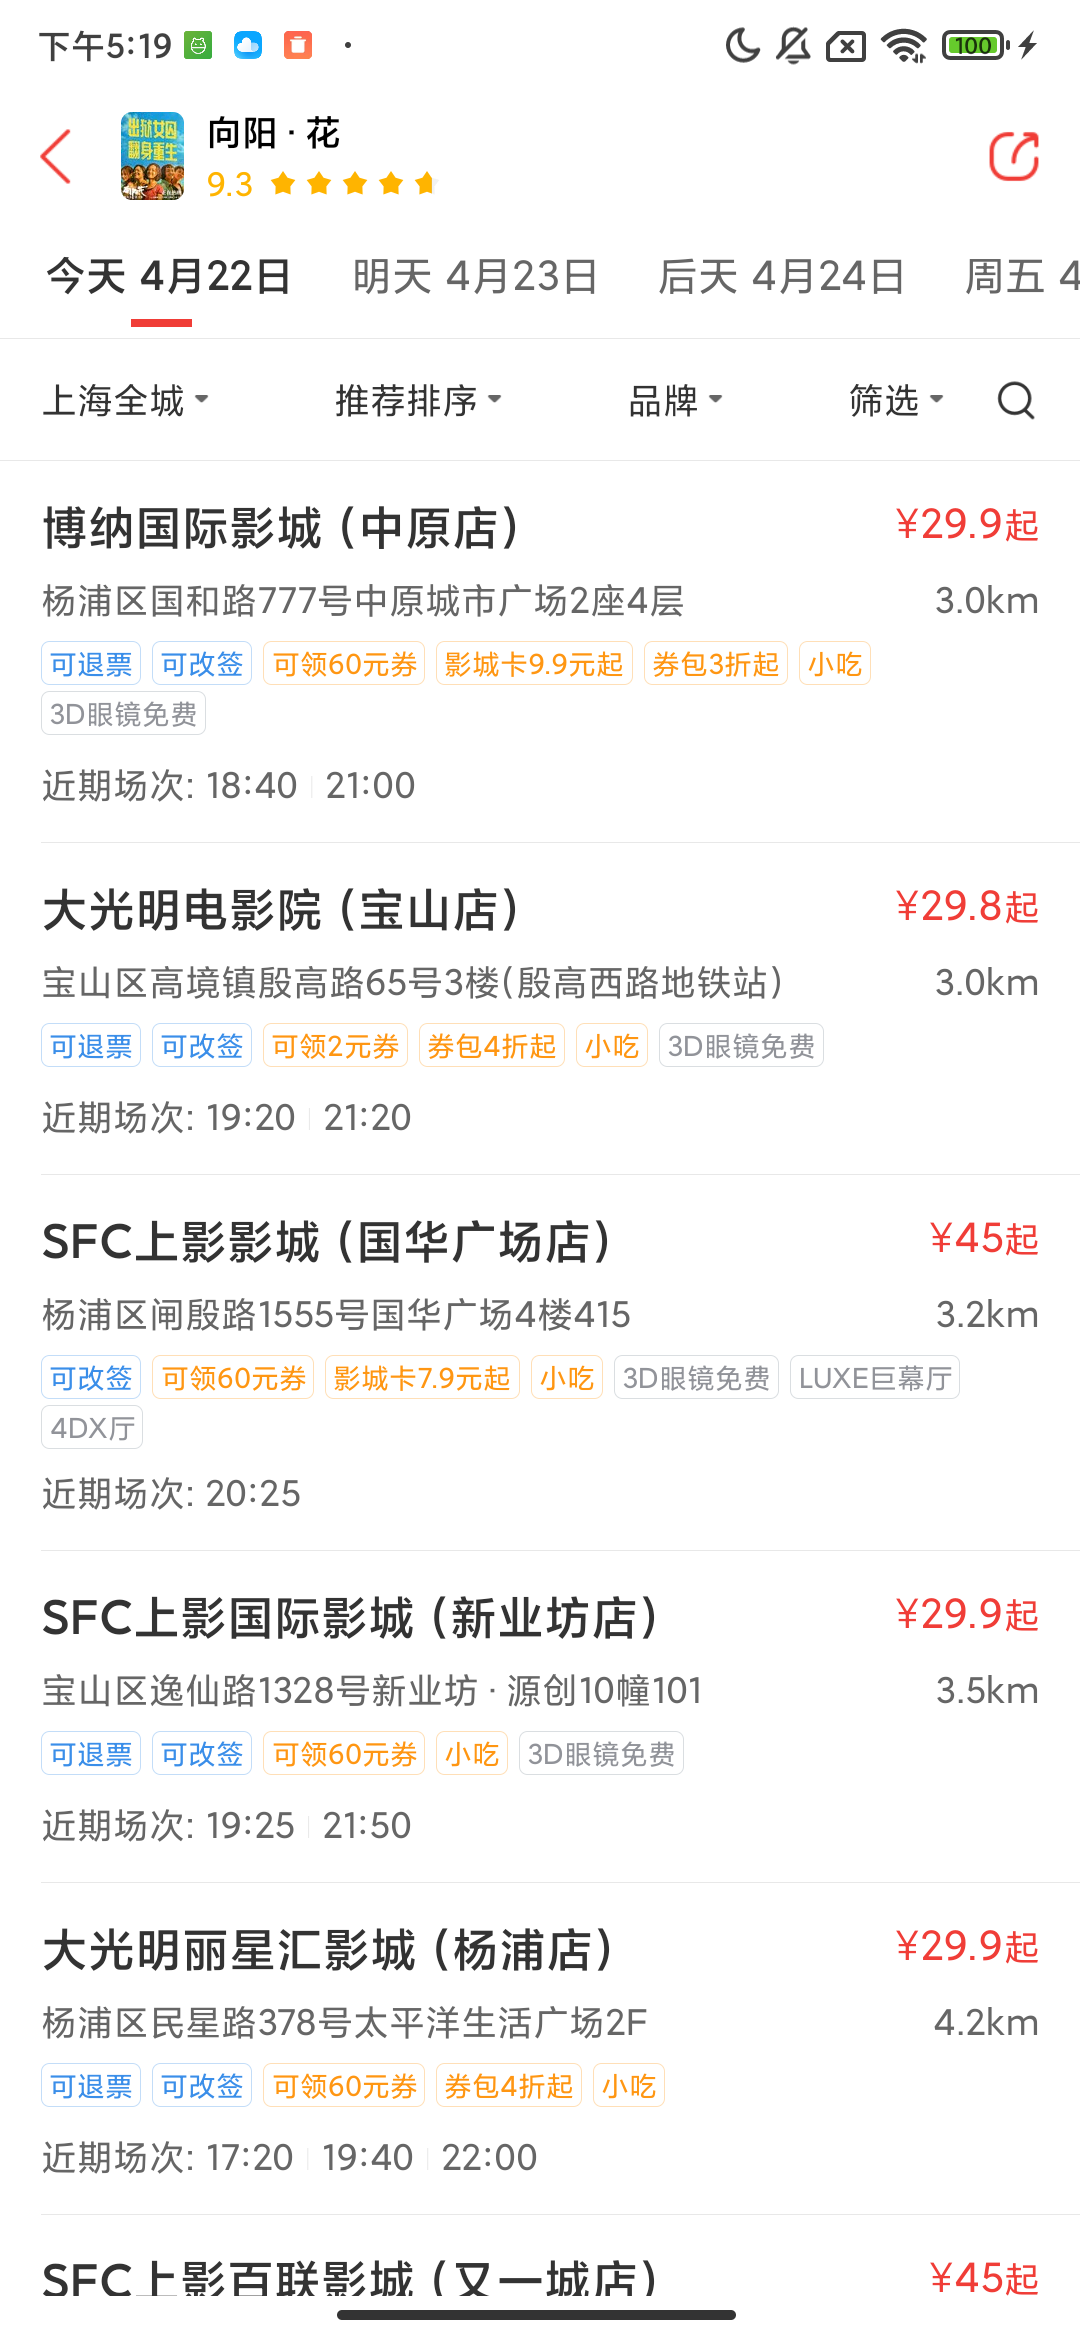 下午5:19
100
出狱女囚
翻身重生
向阳 · 花
9.3
今天 4月22日 明天 4月23日 后天 4月24日 周五 4
上海全城 推荐排序 品牌 筛选
博纳国际影城（中原店） ¥29.9起
杨浦区国和路777号中原城市广场2座4层 3.0km
可退票 可改签 可领60元券 影城卡9.9元起 券包3折起 小吃
3D眼镜免费
近期场次: 18:40 21:00
大光明电影院（宝山店） ¥29.8起
宝山区高境镇殷高路65号3楼(殷高西路地铁站) 3.0km
可退票 可改签 可领2元券 券包4折起 小吃 3D眼镜免费
近期场次: 19:20 21:20
SFC上影影城（国华广场店） ¥45起
杨浦区闸殷路1555号国华广场4楼415 3.2km
可改签 可领60元券 影城卡7.9元起 小吃 3D眼镜免费 LUXE巨幕厅
4DX厅
近期场次: 20:25
SFC上影国际影城（新业坊店） ¥29.9起
宝山区逸仙路1328号新业坊 · 源创10幢101 3.5km
可退票 可改签 可领60元券 小吃 3D眼镜免费
近期场次: 19:25 21:50
大光明丽星汇影城（杨浦店） ¥29.9起
杨浦区民星路378号太平洋生活广场2F 4.2km
可退票 可改签 可领60元券 券包4折起 小吃
近期场次: 17:20 19:40 22:00
SFC上影百联影城（又一城店） ¥45起